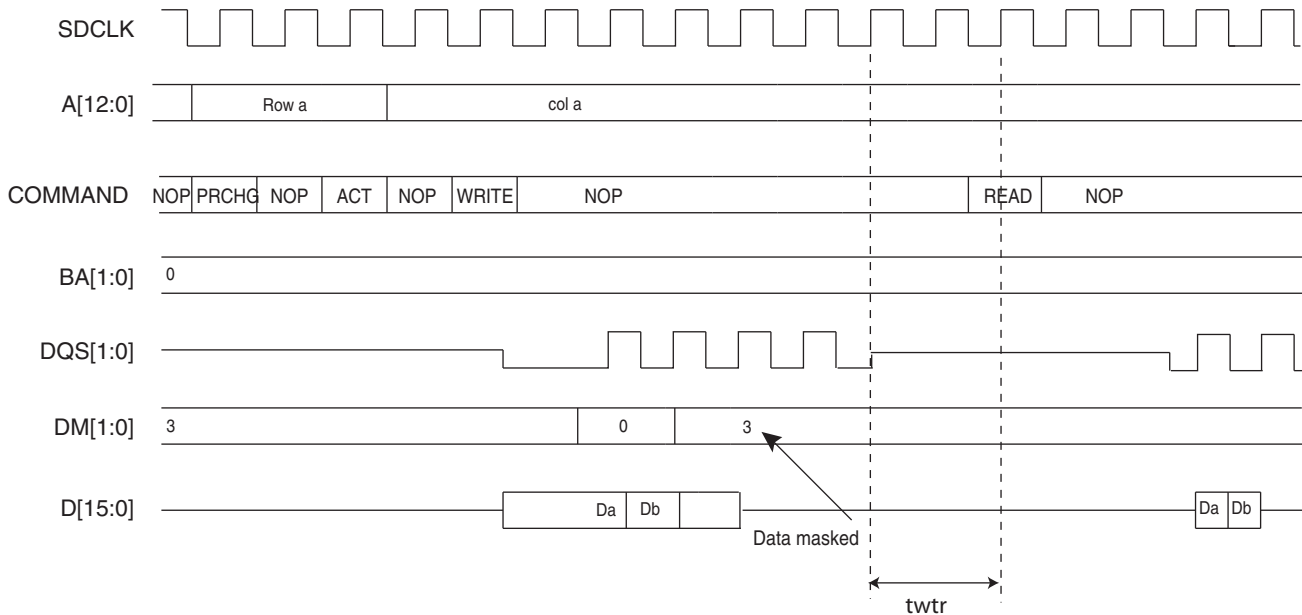 SDCLK
A[12:0] Row a col a
COMMAND NOP PRCHG NOP ACT NOP WRITE NOP READ NOP
BA[1:0] 0
DQS[1:0]
DM[1:0] 3 0 3
D[15:0] Da Db Da Db
Data masked
twtr